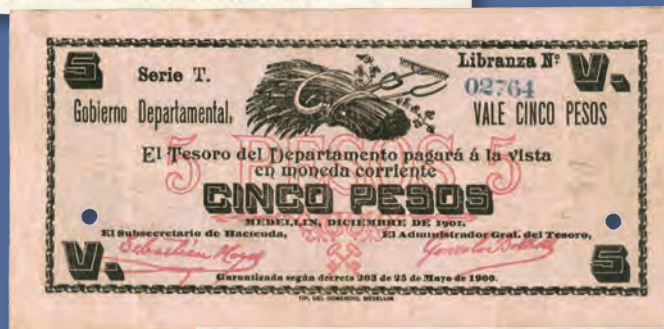 5 Serie T. Libranza Nº V.
02764
Gobierno Departamental, VALE CINCO PESOS
5 PESOS 5
El Tesoro del Departamento pagará á la vista
en moneda corriente
CINCO PESOS
MEDELLIN, DICIEMBRE DE 1901.
El Subsecretario de Hacienda, El Administrador Gral. del Tesoro,
Sebastián Hoyos
V. 5
Garantizada según decreto 203 de 25 de Mayo de 1900.
TIP. DEL COMERCIO, MEDELLIN